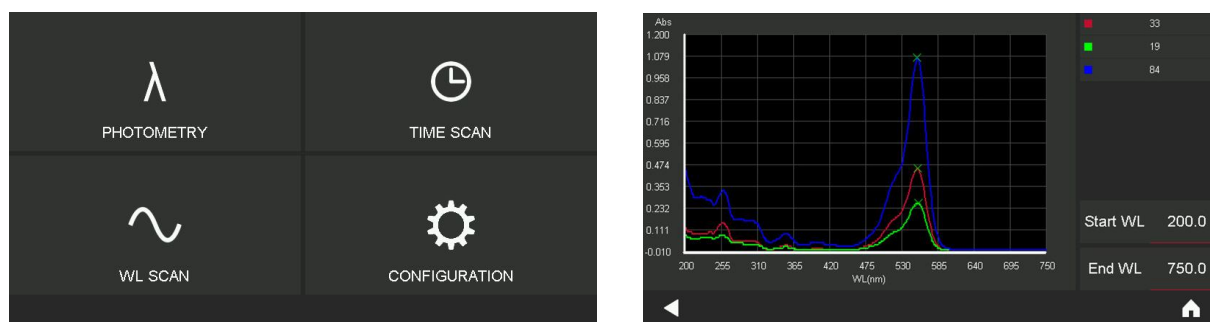 λ
PHOTOMETRY
TIME SCAN
WL SCAN
CONFIGURATION
Abs
1.200
1.079
0.958
0.837
0.716
0.595
0.474
0.353
0.232
0.111
-0.010
200 255 310 365 420 475 530 585 640 695 750
WL(nm)
33
19
84
Start WL 200.0
End WL 750.0